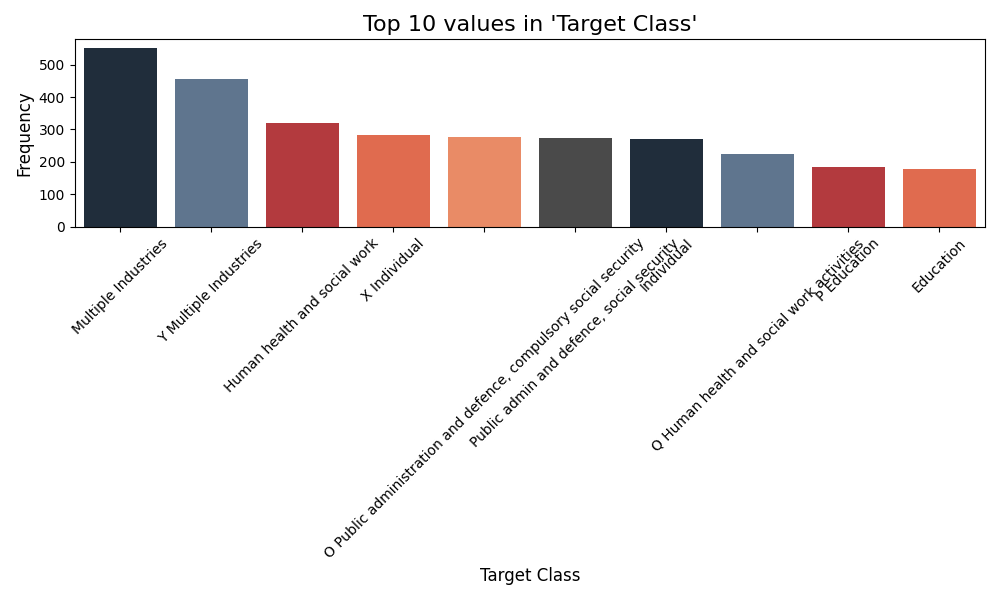 Top 10 values in 'Target Class'
Frequency
500
400
300
200
100
0
Multiple Industries
Y Multiple Industries
Human health and social work
X Individual
O Public administration and defence, compulsory social security
Public admin and defence, social security
Individual
Q Human health and social work activities
P Education
Education
Target Class